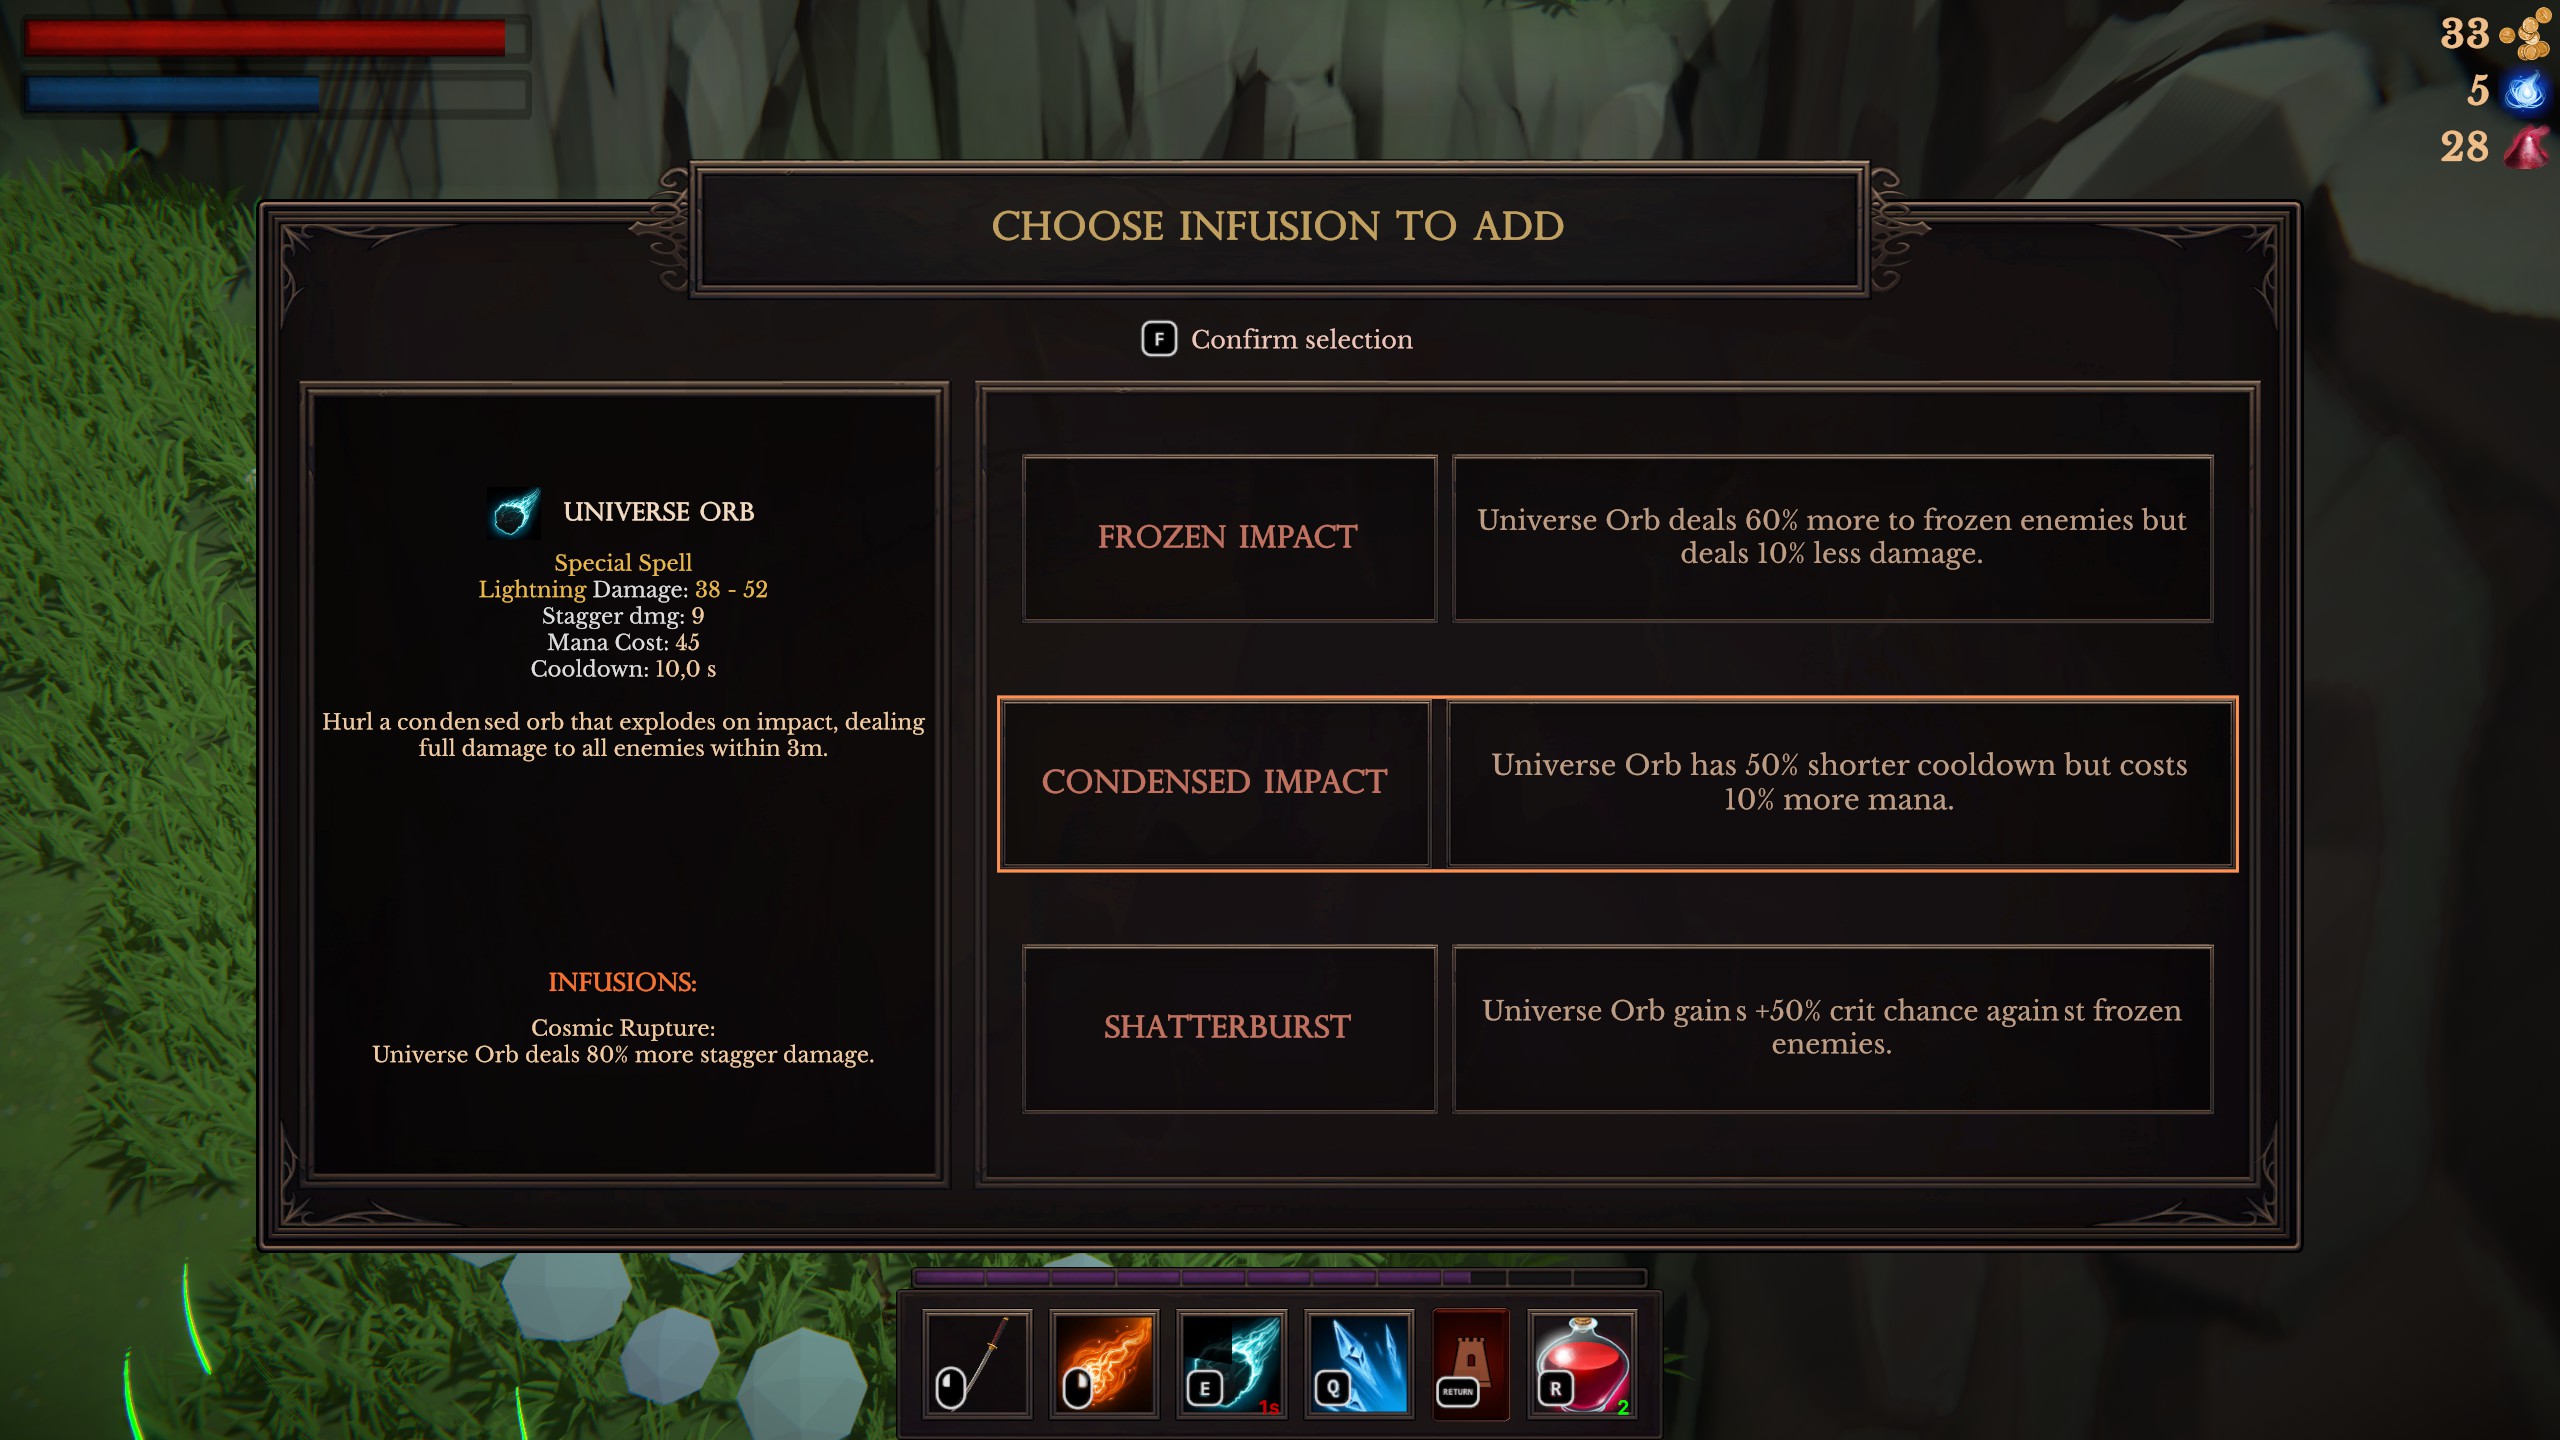 33
5
28
CHOOSE INFUSION TO ADD
F Confirm selection
UNIVERSE ORB
Special Spell
Lightning Damage: 38 - 52
Stagger dmg: 9
Mana Cost: 45
Cooldown: 10,0 s
Hurl a condensed orb that explodes on impact, dealing
full damage to all enemies within 3m.
INFUSIONS:
Cosmic Rupture:
Universe Orb deals 80% more stagger damage.
FROZEN IMPACT
Universe Orb deals 60% more to frozen enemies but
deals 10% less damage.
CONDENSED IMPACT
Universe Orb has 50% shorter cooldown but costs
10% more mana.
SHATTERBURST
Universe Orb gains +50% crit chance against frozen
enemies.
E 1s Q RETURN R 2